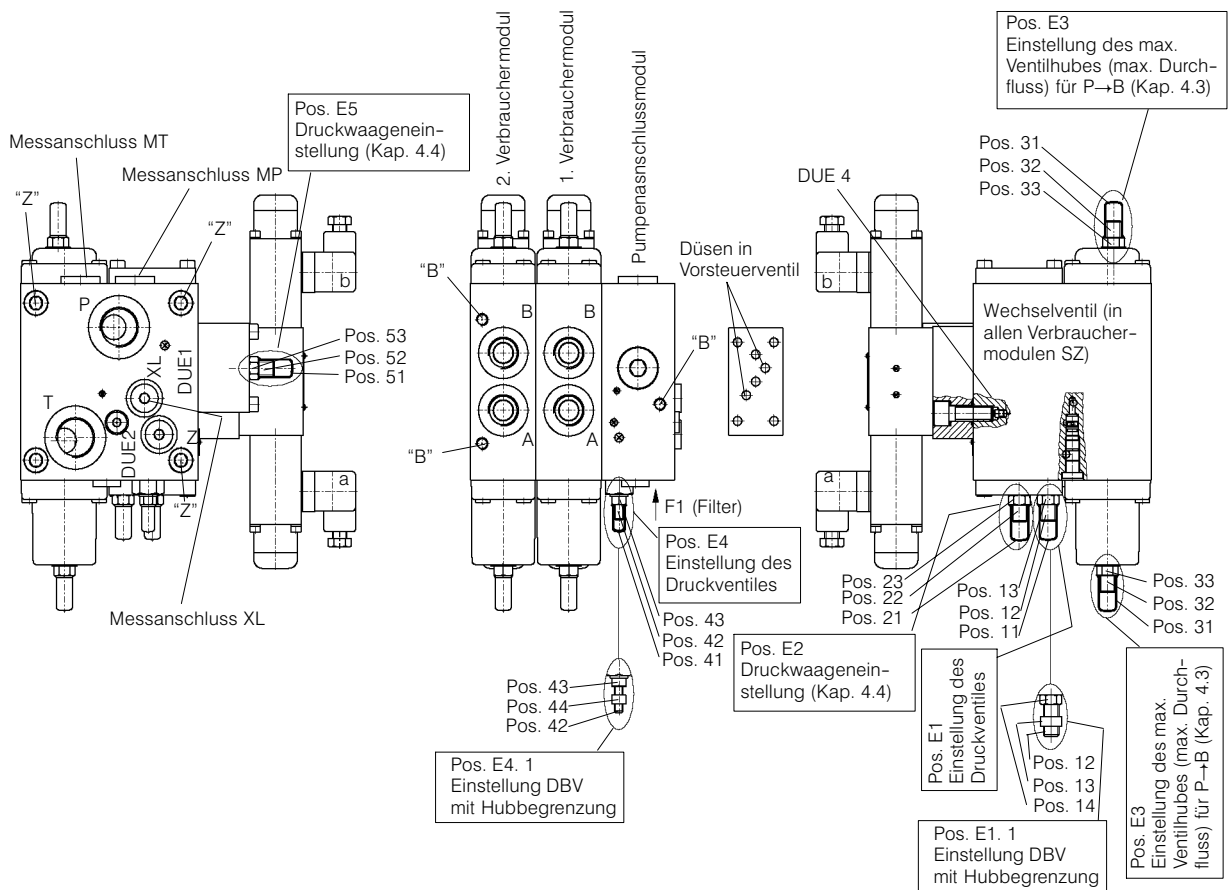 Pos. E3
Einstellung des max.
Ventilhubes (max. Durch-
fluss) für P→B (Kap. 4.3)
Pos. E5
Druckwaageneinstellung
stellung (Kap. 4.4)
2. Verbrauchermodul
1. Verbrauchermodul
Pumpenasnschlussmodul
Messanschluss MT
Messanschluss MP
"Z"
"Z"
P
XL
DUE1
T
DUE2
Z
"Z"
Messanschluss XL
b
a
Pos. 53
Pos. 52
Pos. 51
"B"
"B"
B
B
A
A
"B"
F1 (Filter)
Düsen in
Vorsteuerventil
Pos. E4
Einstellung des
Druckventiles
Pos. 43
Pos. 42
Pos. 41
Pos. 43
Pos. 44
Pos. 42
Pos. E4. 1
Einstellung DBV
mit Hubbegrenzung
DUE 4
Pos. 31
Pos. 32
Pos. 33
b
a
Wechselventil (in
allen Verbraucher-
modulen SZ)
Pos. 23
Pos. 22
Pos. 21
Pos. 13
Pos. 12
Pos. 11
Pos. 33
Pos. 32
Pos. 31
Pos. E2
Druckwaagenein-
stellung (Kap. 4.4)
Pos. E1
Einstellung des
Druckventiles
Pos. 12
Pos. 13
Pos. 14
Pos. E1. 1
Einstellung DBV
mit Hubbegrenzung
Pos. E3
Einstellung des max.
Ventilhubes (max. Durch-
fluss) für P→B (Kap. 4.3)